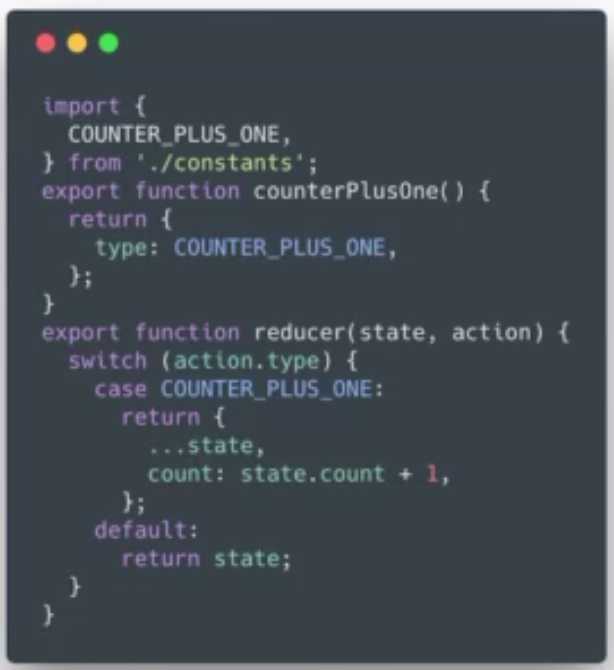 import {
  COUNTER_PLUS_ONE,
} from './constants';
export function counterPlusOne() {
  return {
    type: COUNTER_PLUS_ONE,
  };
}
export function reducer(state, action) {
  switch (action.type) {
    case COUNTER_PLUS_ONE:
      return {
        ...state,
        count: state.count + 1,
      };
    default:
      return state;
  }
}